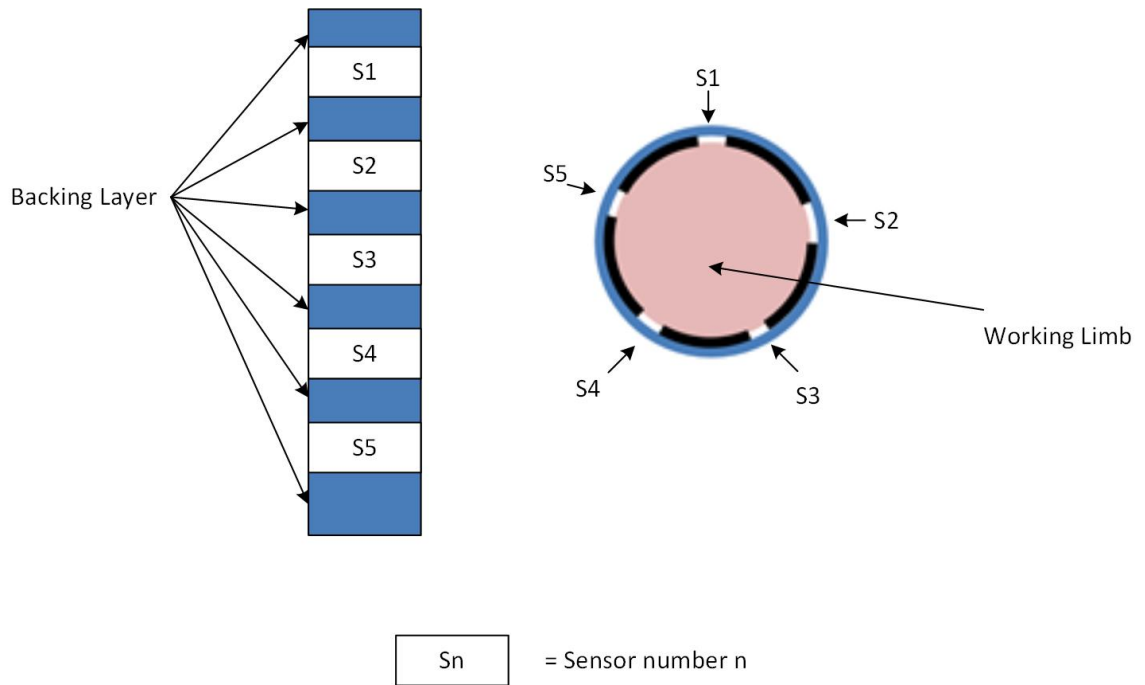 S1
S2
Backing Layer
S3
S4
S5
S1
S5
S2
Working Limb
S4
S3
Sn = Sensor number n